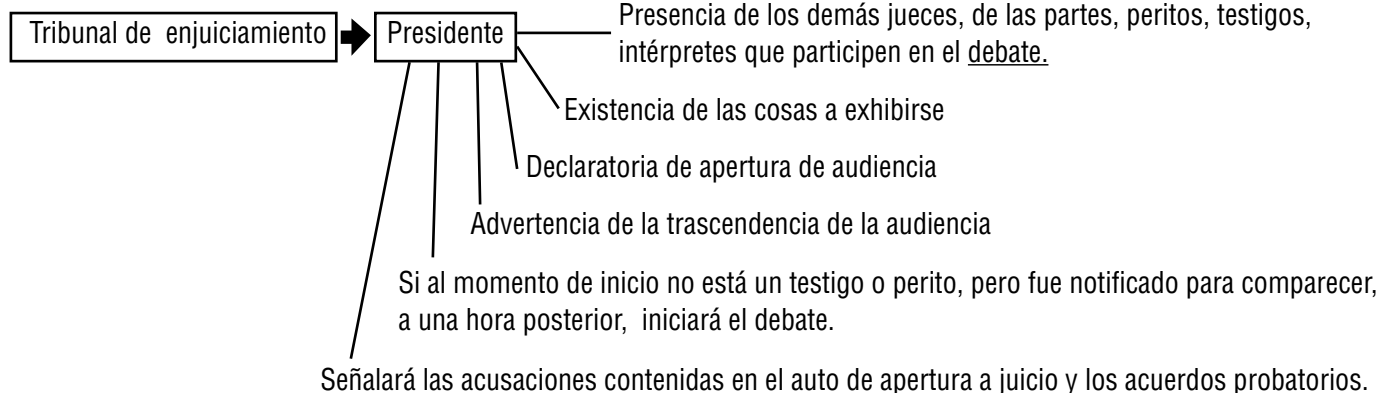 Tribunal de enjuiciamiento
Presidente
Presencia de los demás jueces, de las partes, peritos, testigos,
intérpretes que participen en el debate.
Existencia de las cosas a exhibirse
Declaratoria de apertura de audiencia
Advertencia de la trascendencia de la audiencia
Si al momento de inicio no está un testigo o perito, pero fue notificado para comparecer,
a una hora posterior, iniciará el debate.
Señalará las acusaciones contenidas en el auto de apertura a juicio y los acuerdos probatorios.